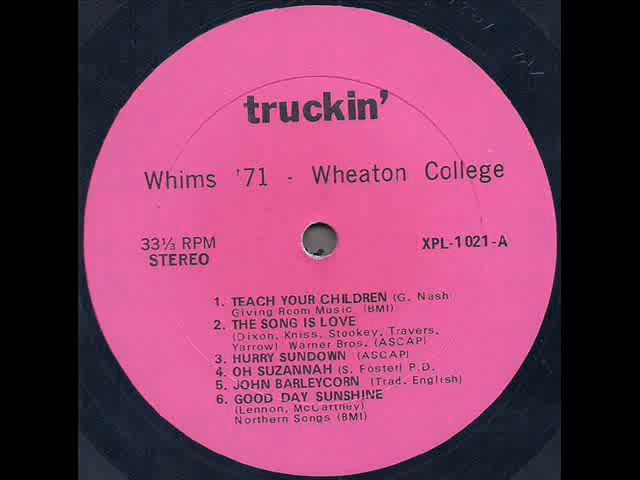 truckin'
Whims '71 - Wheaton College
33⅓ RPM
STEREO
XPL-1021-A
1. TEACH YOUR CHILDREN (G. Nash)
Giving Room Music (BMI)
2. THE SONG IS LOVE
(Dixon, Kniss, Stookey, Travers,
Yarrow) Warner Bros. (ASCAP)
3. HURRY SUNDOWN (ASCAP)
4. OH SUZANNAH (S. Foster) P.D.
5. JOHN BARLEYCORN (Trad. English)
6. GOOD DAY SUNSHINE
(Lennon, McCartney)
Northern Songs (BMI)